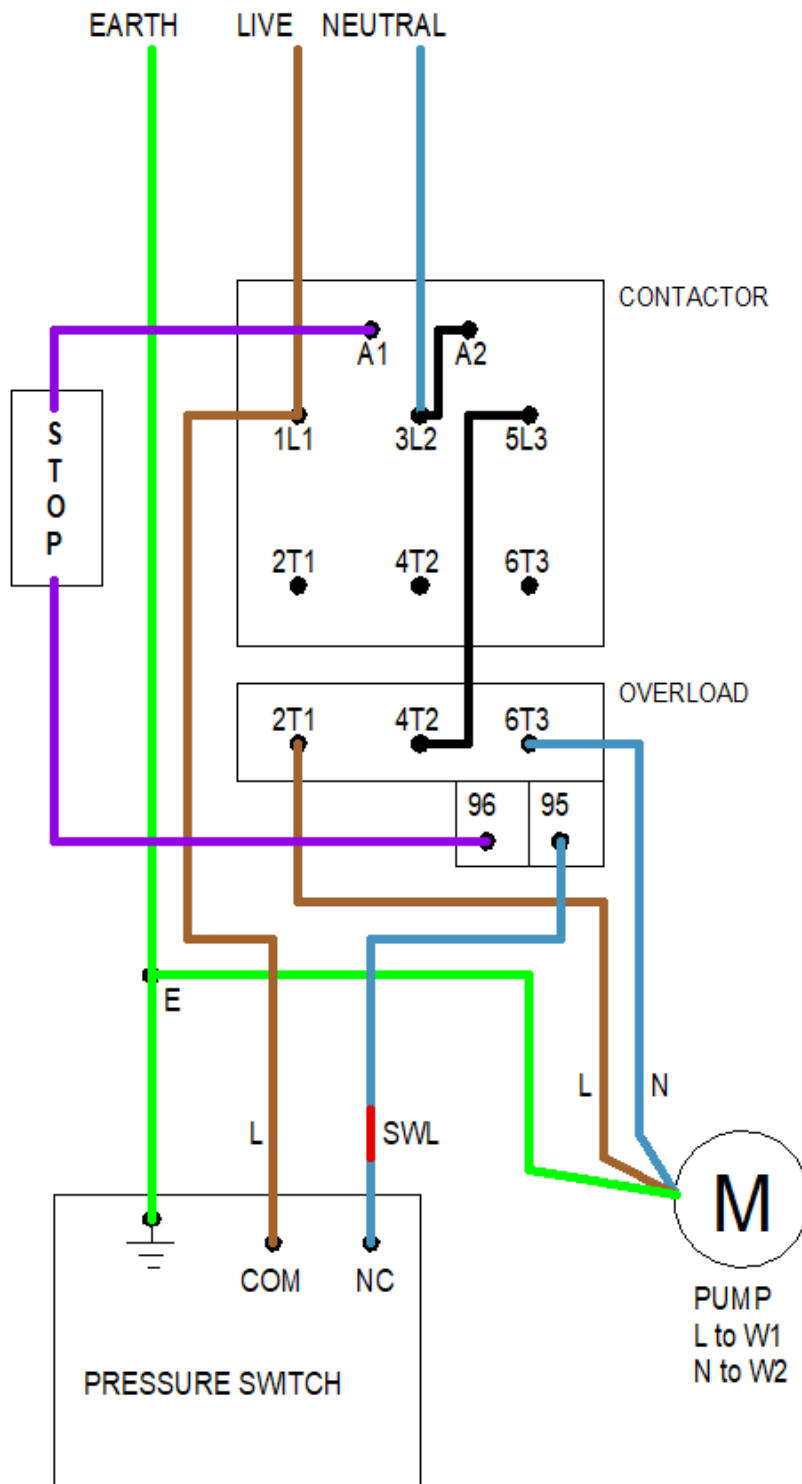 EARTH LIVE NEUTRAL
CONTACTOR
A1 A2
1L1 3L2 5L3
S
T
O
P
2T1 4T2 6T3
OVERLOAD
2T1 4T2 6T3
96 95
E
L N
L SWL
M
COM NC
PUMP
L to W1
N to W2
PRESSURE SWITCH